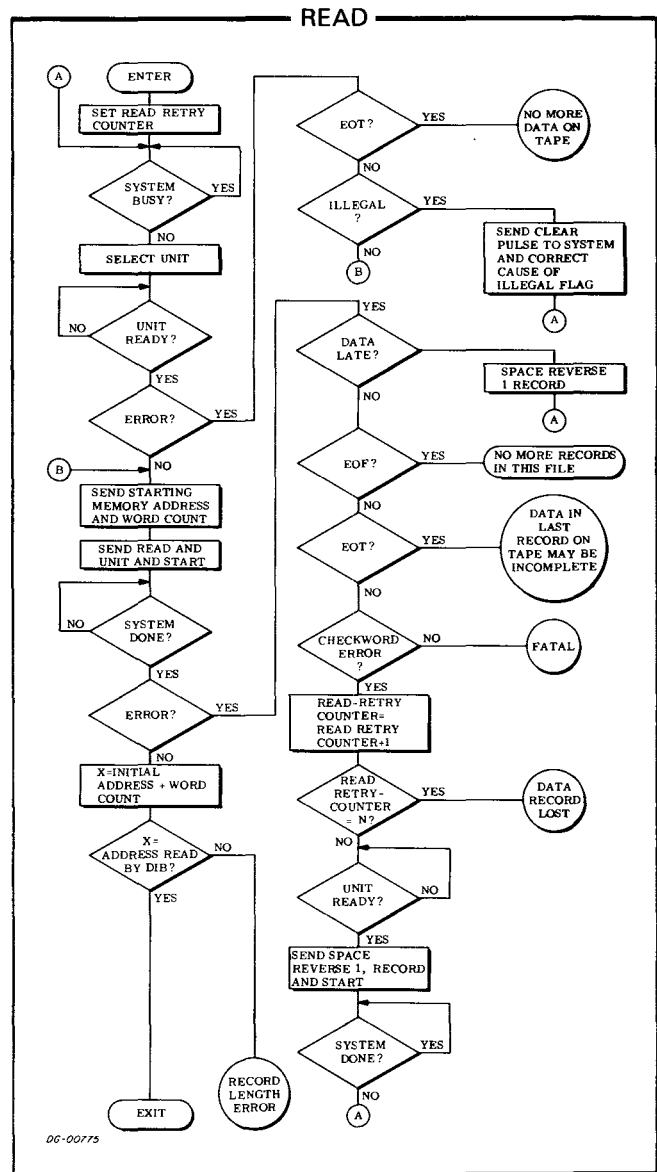 READ
A
ENTER
SET READ RETRY
COUNTER
SYSTEM
BUSY?
YES
NO
SELECT UNIT
UNIT
READY?
NO
YES
ERROR?
YES
NO
B
SEND STARTING
MEMORY ADDRESS
AND WORD COUNT
SEND READ AND
UNIT AND START
SYSTEM
DONE?
NO
YES
ERROR?
YES
NO
X=INITIAL
ADDRESS + WORD
COUNT
X=
ADDRESS READ
BY DIB?
NO
YES
RECORD
LENGTH
ERROR
EXIT
EOT?
YES
NO MORE
DATA ON
TAPE
NO
ILLEGAL
?
YES
NO
B
SEND CLEAR
PULSE TO SYSTEM
AND CORRECT
CAUSE OF
ILLEGAL FLAG
A
YES
DATA
LATE?
NO
SPACE REVERSE
1 RECORD
A
EOF?
YES
NO MORE RECORDS
IN THIS FILE
NO
EOT?
YES
DATA IN
LAST
RECORD ON
TAPE MAY BE
INCOMPLETE
NO
CHECKWORD
ERROR
?
NO
FATAL
YES
READ-RETRY
COUNTER=
READ RETRY
COUNTER+1
READ
RETRY-
COUNTER
= N?
YES
DATA
RECORD
LOST
NO
UNIT
READY?
NO
YES
SEND SPACE
REVERSE 1, RECORD
AND START
SYSTEM
DONE?
YES
NO
A
DG-00775